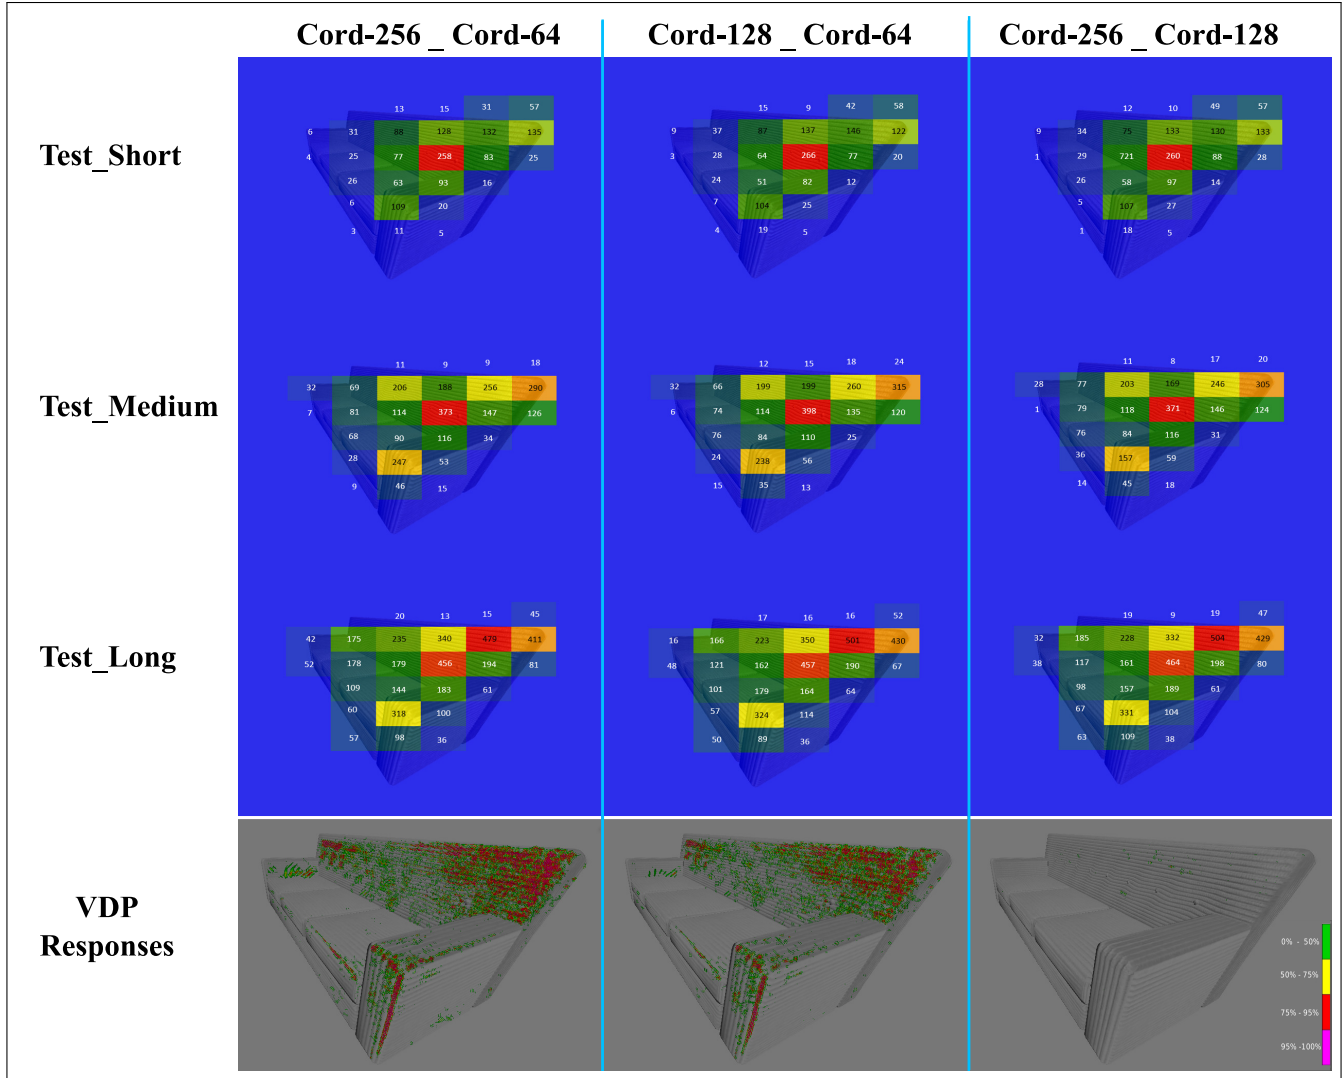 Cord-256 _ Cord-64
Cord-128 _ Cord-64
Cord-256 _ Cord-128
Test_Short
13 15 31 57
6 31 88 128 132 135
4 25 77 258 83 25
26 63 93 16
6 109 20
3 11 5
15 9 42 58
9 37 87 137 146 122
3 28 64 266 77 20
24 51 82 12
7 104 25
4 19 5
12 10 49 57
9 34 75 133 130 133
1 29 721 260 88 28
26 58 97 14
5 107 27
1 18 5
Test_Medium
11 9 9 18
32 69 206 188 256 290
7 81 114 373 147 126
68 90 116 34
28 247 53
9 46 15
12 15 18 24
32 66 199 199 260 315
6 74 114 398 135 120
76 84 110 25
24 238 56
15 35 13
11 8 17 20
28 77 203 169 246 305
1 79 118 371 146 124
76 84 116 31
36 157 59
14 45 18
Test_Long
20 13 15 45
42 175 235 340 479 411
52 178 179 456 194 81
109 144 183 61
60 318 100
57 98 36
17 16 16 52
16 166 223 350 501 430
48 121 162 457 190 67
101 179 164 64
57 324 114
50 89 36
19 9 19 47
32 185 228 332 504 429
38 117 161 464 198 80
98 157 189 61
67 331 104
63 109 38
VDP
Responses
0% - 50%
50% - 75%
75% - 95%
95% -100%